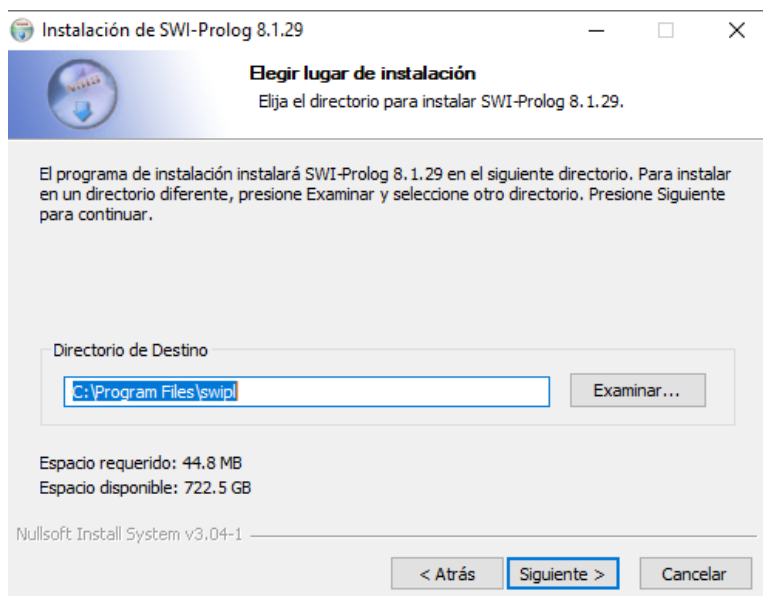 Instalación de SWI-Prolog 8.1.29
Elegir lugar de instalación
Elija el directorio para instalar SWI-Prolog 8.1.29.
El programa de instalación instalará SWI-Prolog 8.1.29 en el siguiente directorio. Para instalar
en un directorio diferente, presione Examinar y seleccione otro directorio. Presione Siguiente
para continuar.
Directorio de Destino
C:\Program Files\swipl
Examinar...
Espacio requerido: 44.8 MB
Espacio disponible: 722.5 GB
Nullsoft Install System v3.04-1
< Atrás
Siguiente >
Cancelar